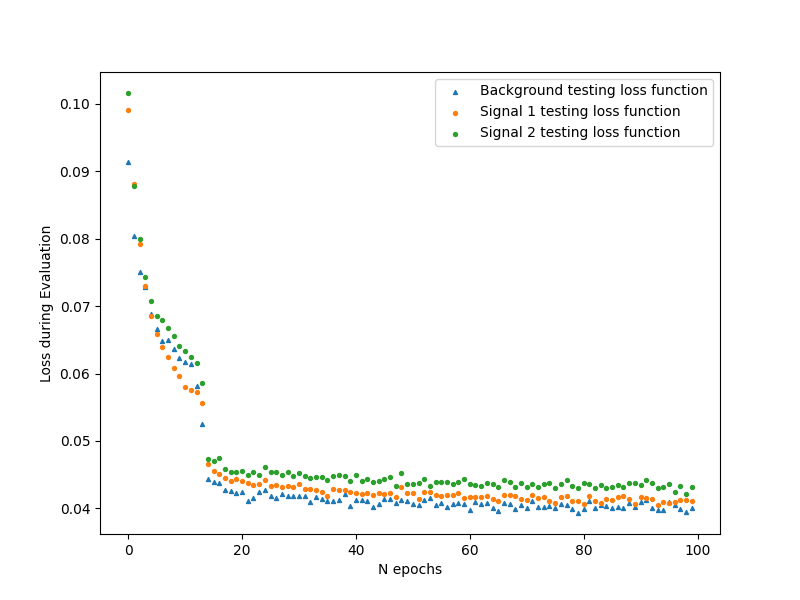 Background testing loss function
Signal 1 testing loss function
Signal 2 testing loss function
0.10
0.09
0.08
0.07
0.06
0.05
0.04
Loss during Evaluation
0 20 40 60 80 100
N epochs